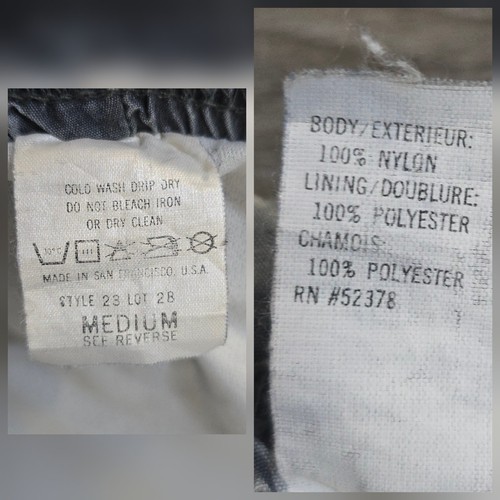 COLD WASH DRIP DRY
DO NOT BLEACH IRON
OR DRY CLEAN
MADE IN SAN FRANCISCO, U.S.A.
STYLE 23 LOT 28
MEDIUM
SEE REVERSE
BODY/EXTERIEUR:
100% NYLON
LINING/DOUBLURE:
100% POLYESTER
CHAMOIS:
100% POLYESTER
RN #52378